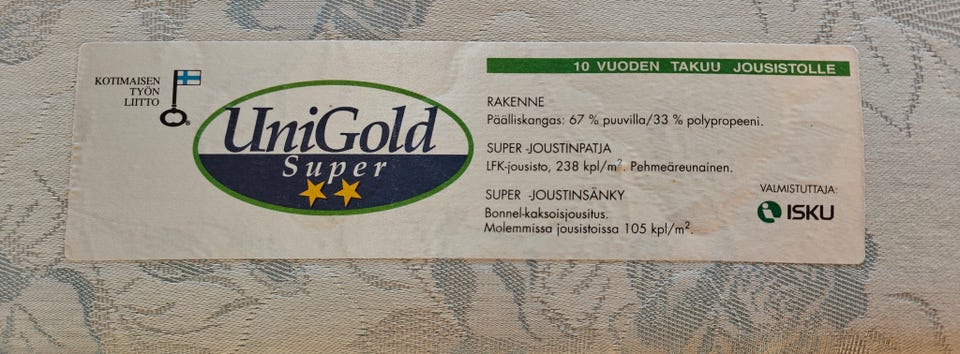 KOTIMAISEN
TYÖN
LIITTO
UniGold
Super
10 VUODEN TAKUU JOUSISTOLLE
RAKENNE
Päälliskangas: 67 % puuvilla/33 % polypropeeni.
SUPER -JOUSTINPATJA
LFK-jousisto, 238 kpl/m². Pehmeäreunainen.
SUPER -JOUSTINSÄNKY
Bonnel-kaksoisjousitus.
Molemmissa jousistoissa 105 kpl/m².
VALMISTUTTAJA:
ISKU